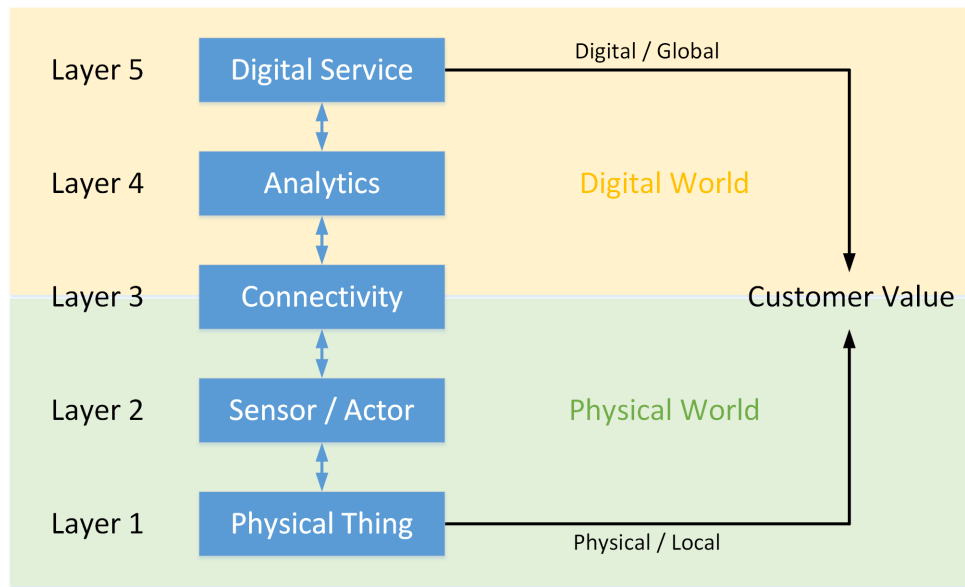 Layer 5
Digital Service
Digital / Global
Layer 4
Analytics
Digital World
Layer 3
Connectivity
Customer Value
Layer 2
Sensor / Actor
Physical World
Layer 1
Physical Thing
Physical / Local